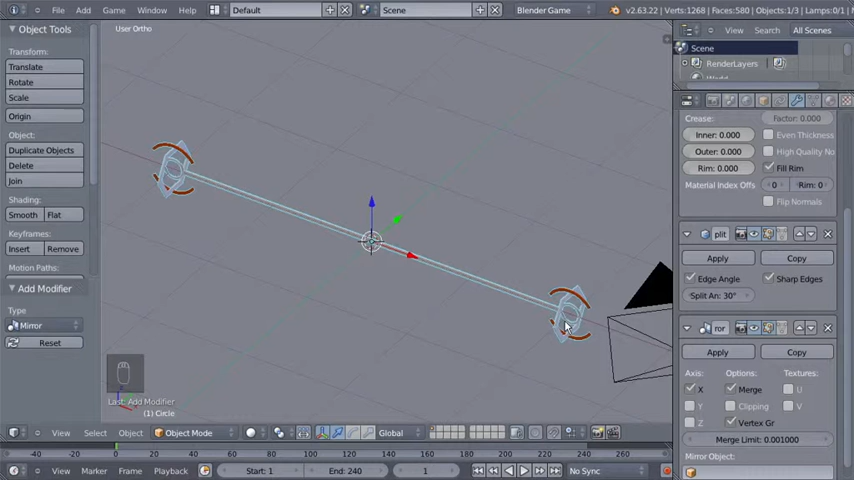 File Add Game Window Help Default Scene Blender Game v2.63.22 | Verts:1268 | Faces:580 | Objects:1/3 | Lamps:0/1
Object Tools
Transform:
Translate
Rotate
Scale
Origin
Object:
Duplicate Objects
Delete
Join
Shading:
Smooth Flat
Keyframes:
Insert Remove
Motion Paths:
Add Modifier
Type
Mirror
Reset
User Ortho
Last: Add Modifier
(1) Circle
View Search All Scenes
Scene
RenderLayers
World
Crease: Factor: 0.000
Inner: 0.000 Even Thickness
Outer: 0.000 High Quality No
Rim: 0.000 Fill Rim
Material Index Offs 0 Rim: 0
Flip Normals
plit
Apply Copy
Edge Angle Sharp Edges
Split An: 30°
ror
Apply Copy
Axis: Options: Textures:
X Merge U
Y Clipping V
Z Vertex Gr
Merge Limit: 0.001000
Mirror Object:
View Select Object Object Mode Global
-40 -20 0 20 40 60 80 100 120 140 160 180 200 220 240 260
View Marker Frame Playback Start: 1 End: 240 1 No Sync